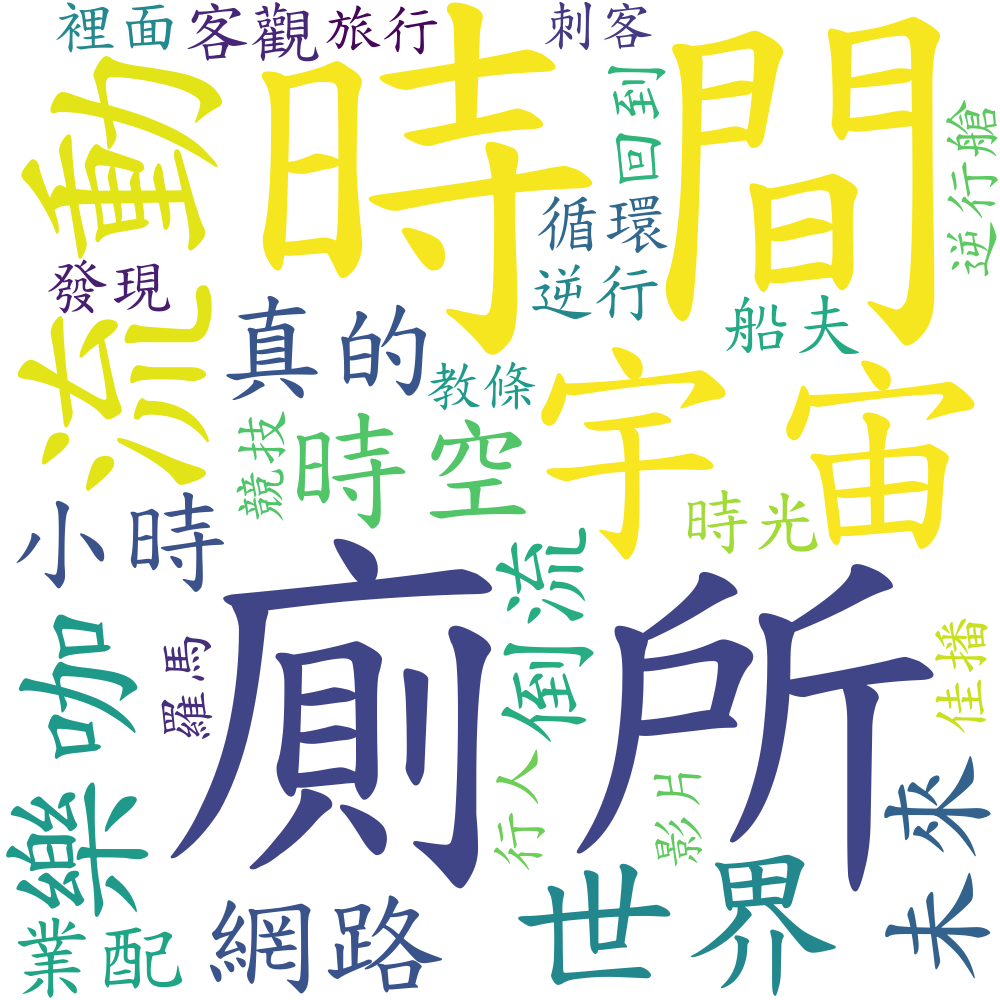 裡面
客觀
旅行
刺客
時間
流動
回到
逆行艙
循環
逆行
發現
真的
船夫
教條
宇宙
競技
時空
時光
小時
廁所
倒流
樂咖
羅馬
佳播
行人
影片
未來
世界
業配
網路